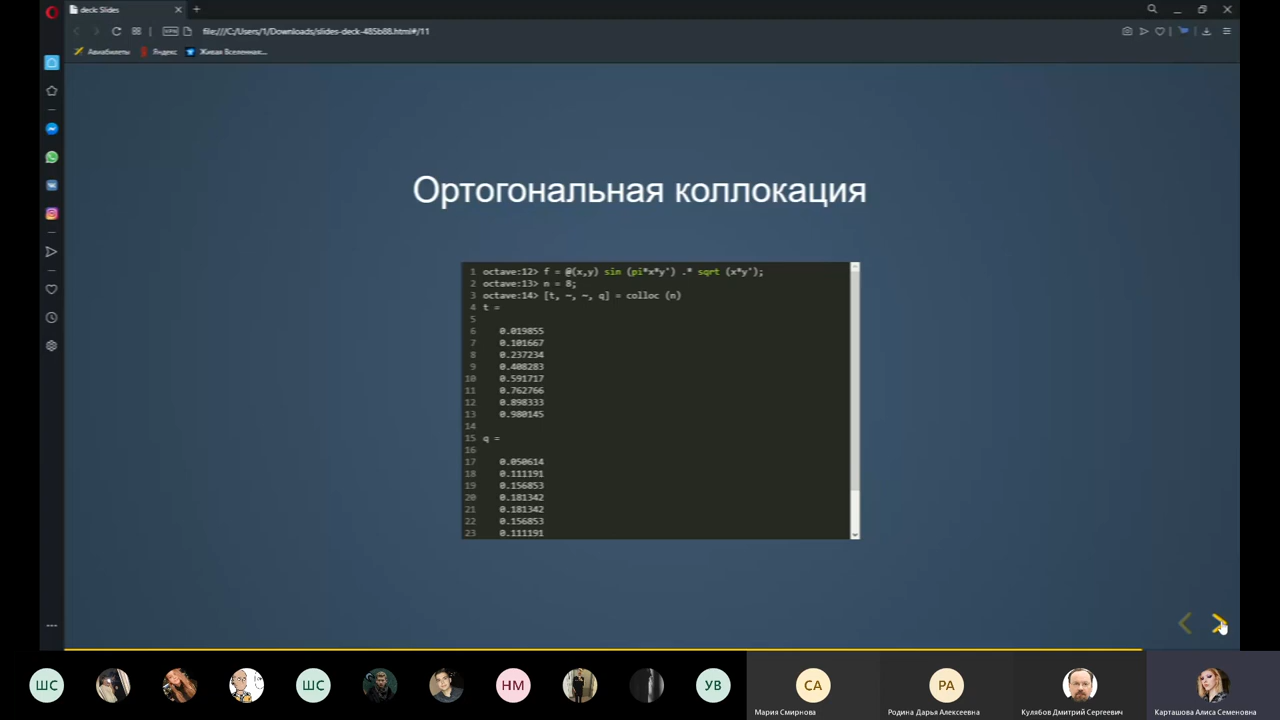 deck Slides
file:///C:/Users/1/Downloads/slides-deck-485b88.html#/11
Авиабилеты Яндекс Живая Вселенная...
Ортогональная коллокация
1 octave:12> f = @(x,y) sin (pi*x*y') .* sqrt (x*y');
2 octave:13> n = 8;
3 octave:14> [t, ~, ~, q] = colloc (n)
4 t =
5
6 0.019855
7 0.101667
8 0.237234
9 0.408283
10 0.591717
11 0.762766
12 0.898333
13 0.980145
14
15 q =
16
17 0.050614
18 0.111191
19 0.156853
20 0.181342
21 0.181342
22 0.156853
23 0.111191
ШС ШС НМ УВ СА РА
Мария Смирнова Родина Дарья Алексеевна Кулябов Дмитрий Сергеевич Карташова Алиса Семеновна